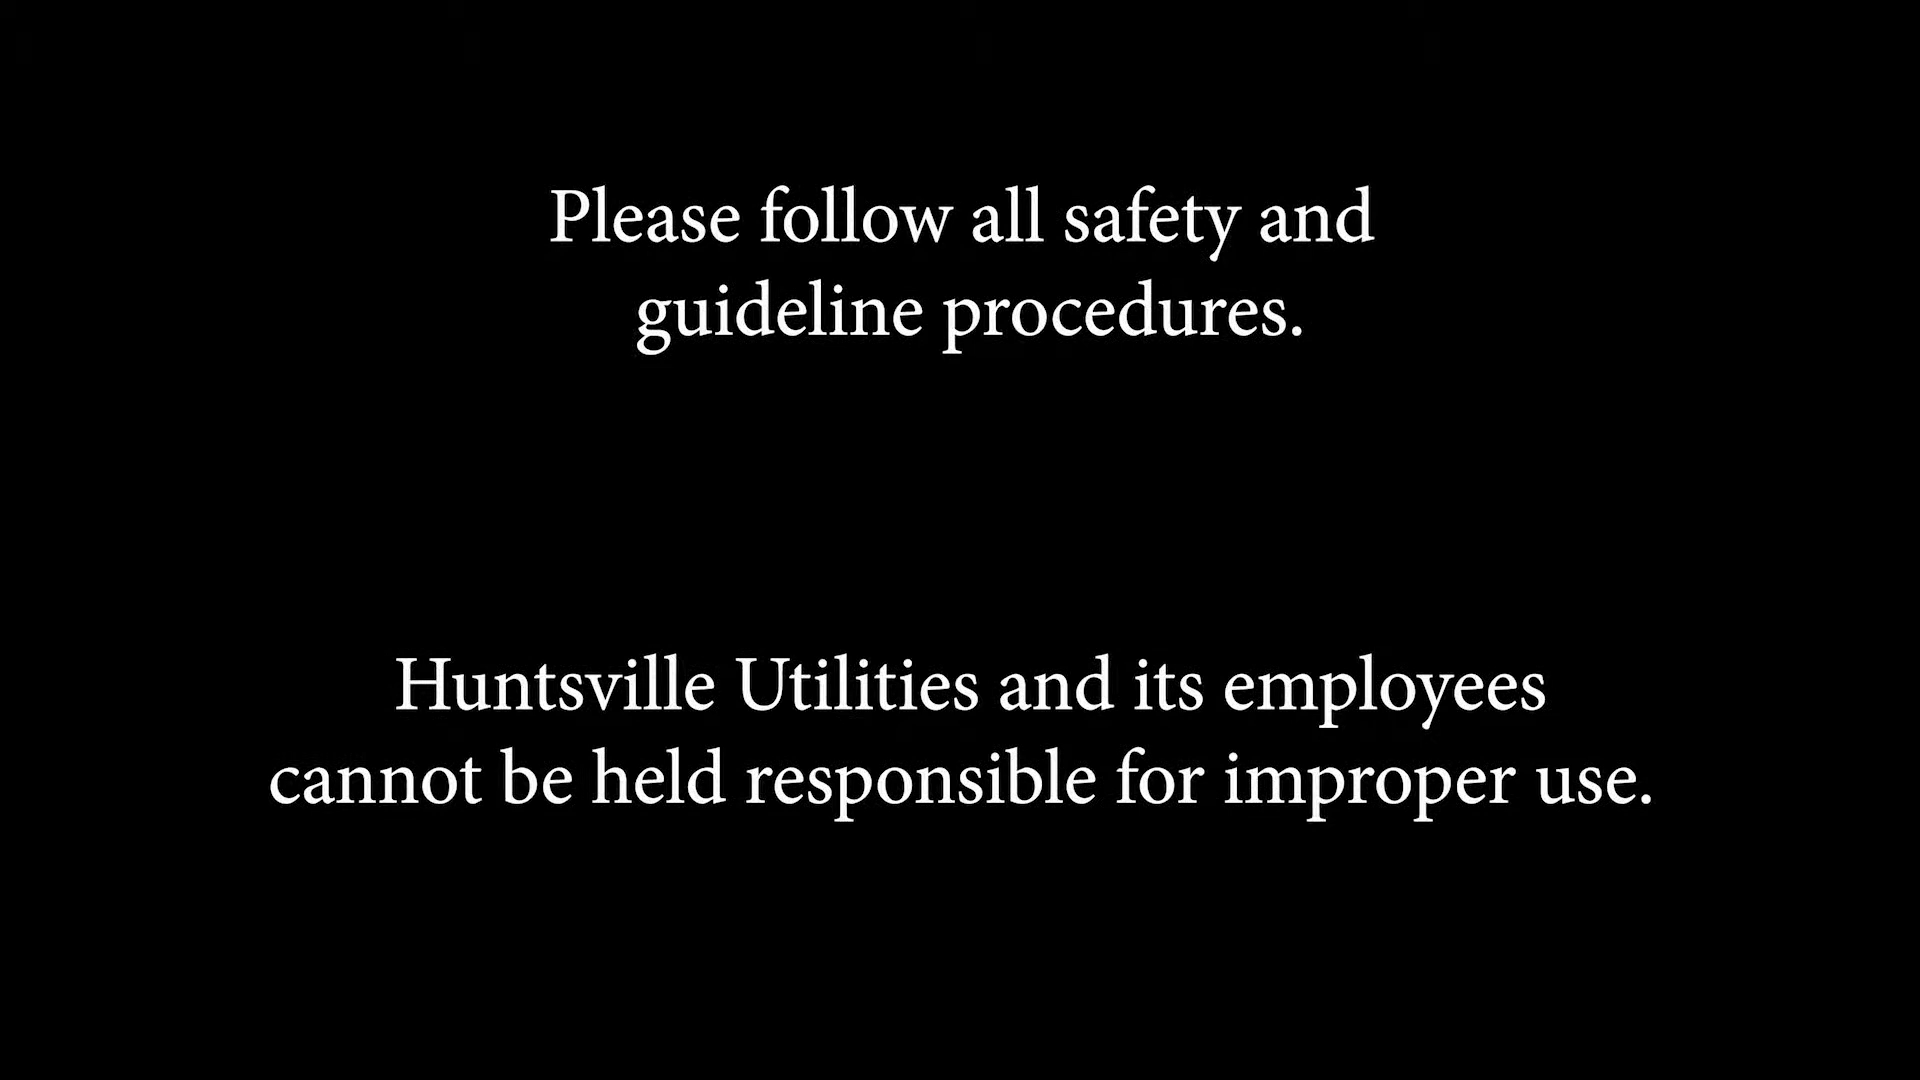 Please follow all safety and
guideline procedures.
Huntsville Utilities and its employees
cannot be held responsible for improper use.